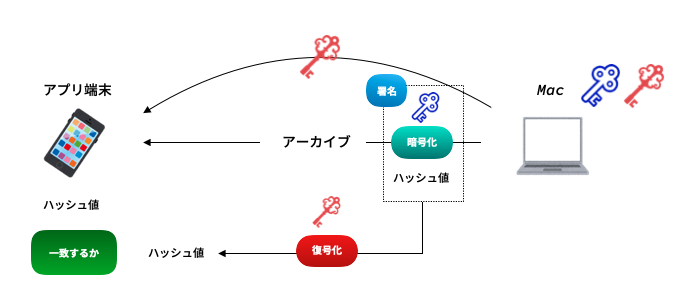 アプリ端末
署名
Mac
アーカイブ
暗号化
ハッシュ値
ハッシュ値
一致するか
ハッシュ値
復号化